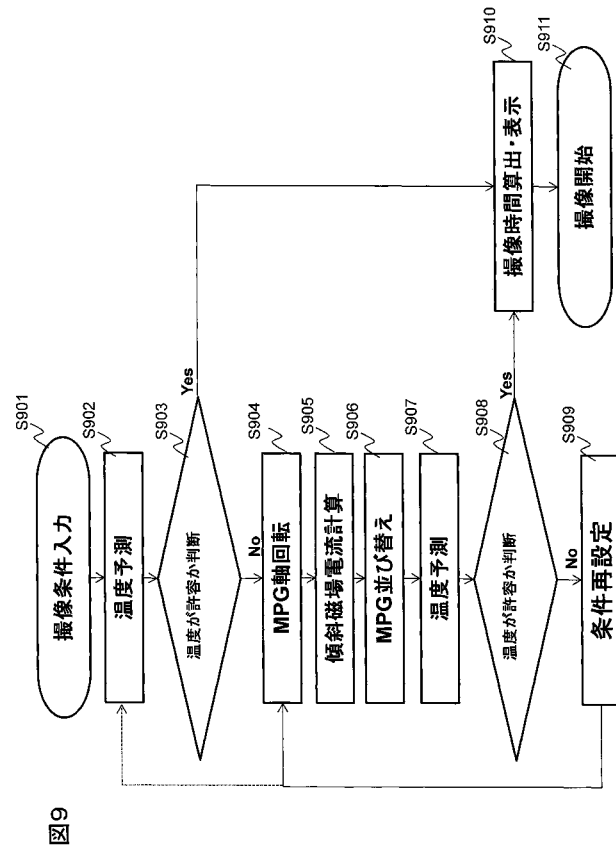 図9
撮像条件入力
S901
温度予測
S902
温度が許容か判断
S903
Yes
No
MPG軸回転
S904
傾斜磁場電流計算
S905
MPG並び替え
S906
温度予測
S907
温度が許容か判断
S908
Yes
No
条件再設定
S909
撮像時間算出・表示
S910
撮像開始
S911